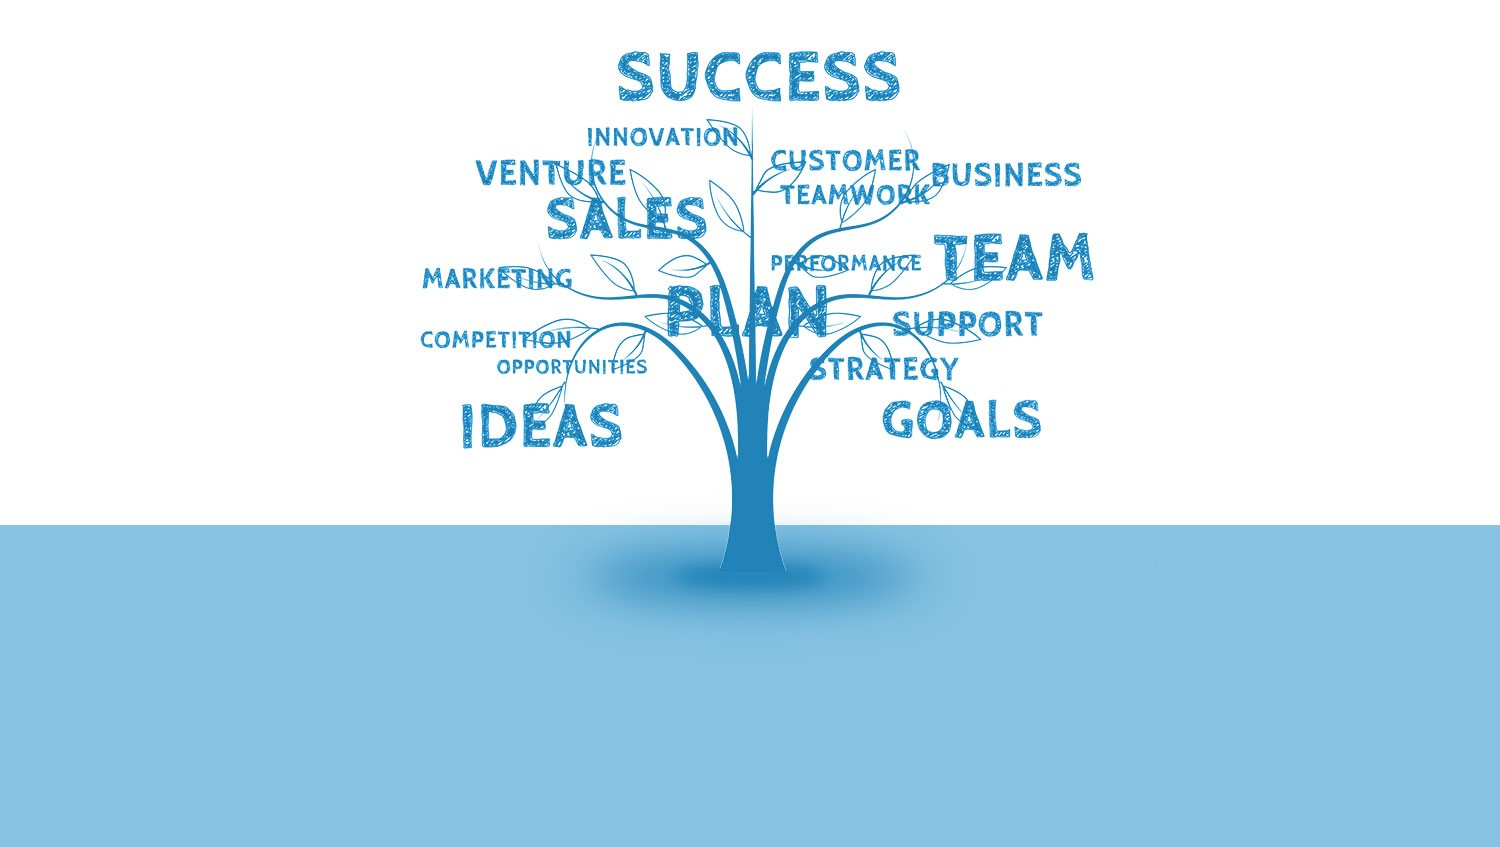 SUCCESS
INNOVATION
CUSTOMER
VENTURE
BUSINESS
TEAMWORK
SALES
TEAM
PERFORMANCE
MARKETING
PLAN
SUPPORT
COMPETITION
OPPORTUNITIES
STRATEGY
IDEAS
GOALS